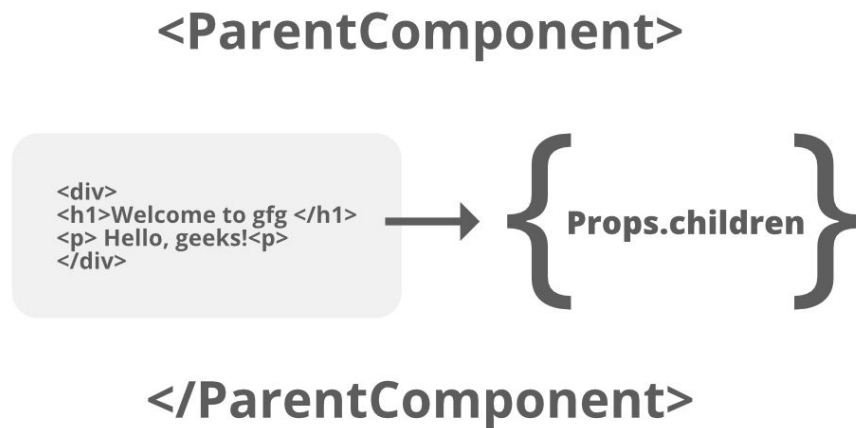 <ParentComponent>
<div>
<h1>Welcome to gfg </h1>
<p> Hello, geeks!<p>
</div>
{Props.children}
</ParentComponent>